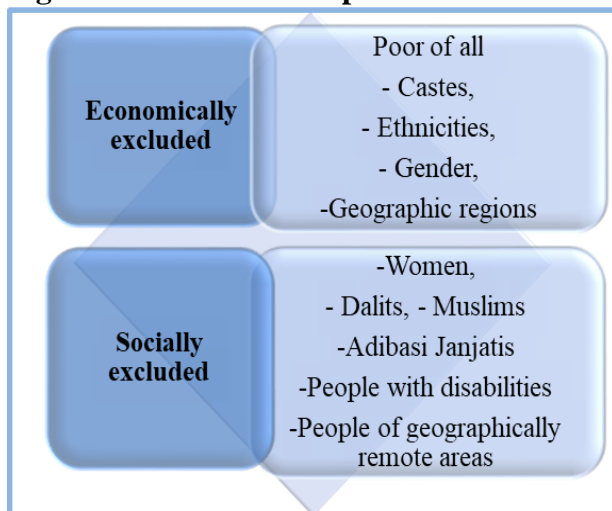 Economically
excluded
Poor of all
- Castes,
- Ethnicities,
- Gender,
-Geographic regions
Socially
excluded
-Women,
- Dalits, - Muslims
-Adibasi Janjatis
-People with disabilities
-People of geographically
remote areas